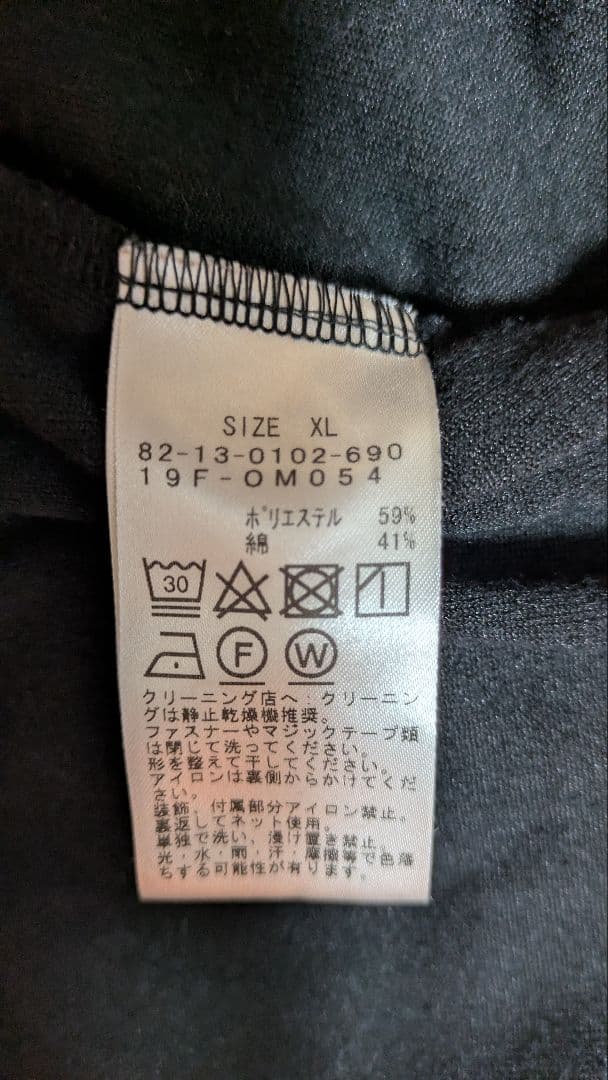 SIZE XL
82-13-0102-690
19F-OM054
ポリエステル 59%
綿 41%
30
F W
クリーニング店へ・クリーニン
グは静止乾燥機推奨。
ファスナーやマジックテープ類
は閉じて洗ってください。
形を整えて干してください。
アイロンは裏側からかけてくだ
さい。
装飾、付属部分アイロン禁止。
裏返してネット使用。
単独で洗い、浸け置き禁止。
光・水・雨・汗・摩擦等で色落
ちする可能性が有ります。